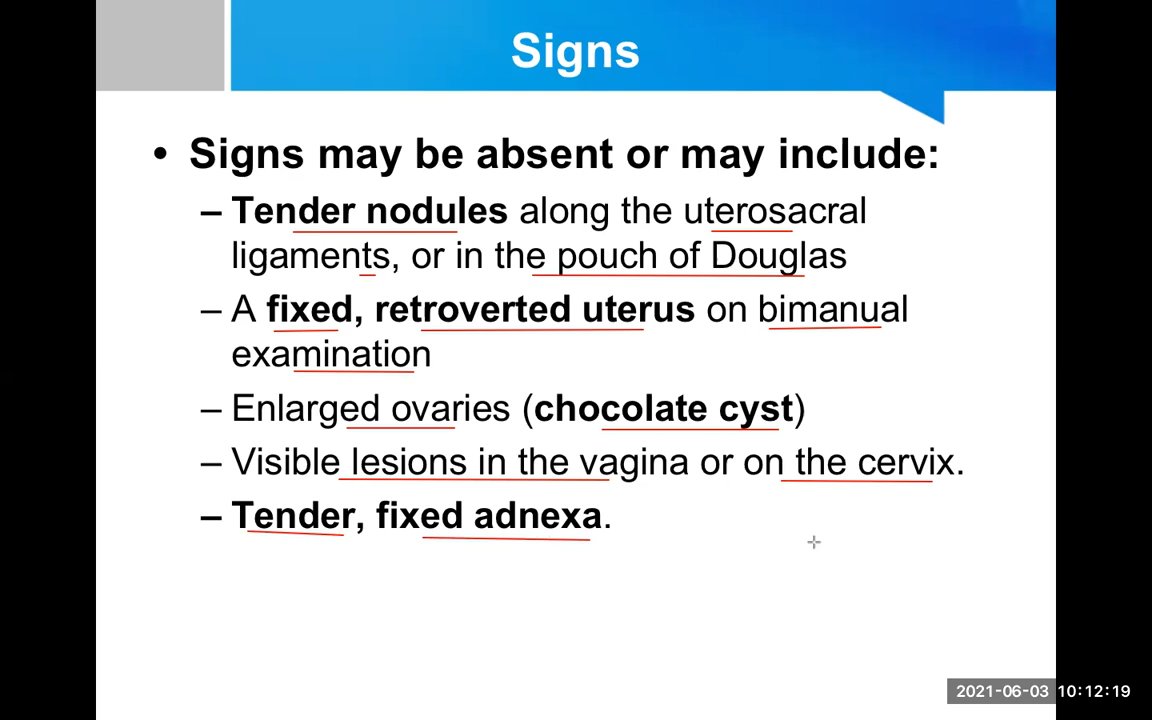 Signs
• Signs may be absent or may include:
– Tender nodules along the uterosacral
ligaments, or in the pouch of Douglas
– A fixed, retroverted uterus on bimanual
examination
– Enlarged ovaries (chocolate cyst)
– Visible lesions in the vagina or on the cervix.
– Tender, fixed adnexa.
2021-06-03 10:12:19